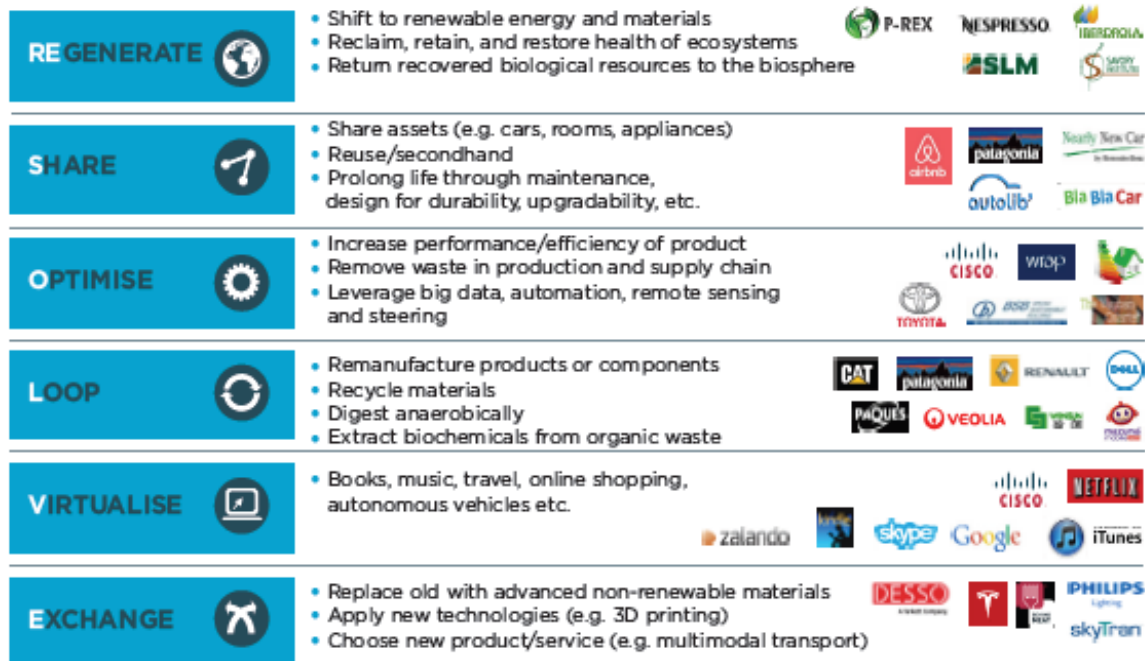 REGENERATE
• Shift to renewable energy and materials
• Reclaim, retain, and restore health of ecosystems
• Return recovered biological resources to the biosphere
P-REX
NESPRESSO.
IBERDROLA
SLM
SAVORY
INSTITUTE
SHARE
• Share assets (e.g. cars, rooms, appliances)
• Reuse/secondhand
• Prolong life through maintenance,
design for durability, upgradability, etc.
airbnb
patagonia
Nearly New Car
autolib'
Bla Bla Car
OPTIMISE
• Increase performance/efficiency of product
• Remove waste in production and supply chain
• Leverage big data, automation, remote sensing
and steering
CISCO
wrap
TOYOTA
BSB
LOOP
• Remanufacture products or components
• Recycle materials
• Digest anaerobically
• Extract biochemicals from organic waste
CAT
patagonia
RENAULT
DELL
PAQUES
VEOLIA
VIRTUALISE
• Books, music, travel, online shopping,
autonomous vehicles etc.
CISCO
NETFLIX
zalando
kindle
skype
Google
iTunes
EXCHANGE
• Replace old with advanced non-renewable materials
• Apply new technologies (e.g. 3D printing)
• Choose new product/service (e.g. multimodal transport)
DESSO
PHILIPS
Lighting
skyTran